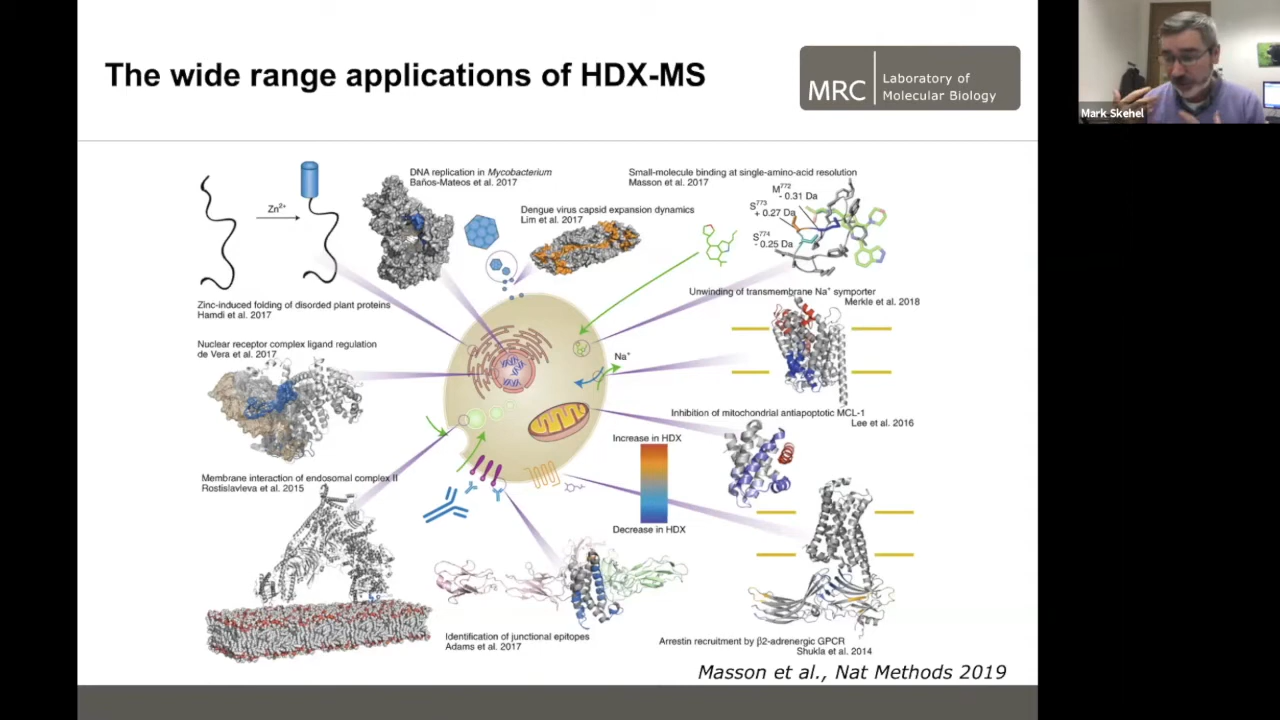 The wide range applications of HDX-MS
MRC
Laboratory of
Molecular Biology
Mark Skehel
DNA replication in Mycobacterium
Baños-Mateos et al. 2017
Small-molecule binding at single-amino-acid resolution
Masson et al. 2017
M772
- 0.31 Da
S773
+ 0.27 Da
S774
- 0.25 Da
Zn2+
Dengue virus capsid expansion dynamics
Lim et al. 2017
Zinc-induced folding of disorded plant proteins
Hamdi et al. 2017
Unwinding of transmembrane Na+ symporter
Merkle et al. 2018
Nuclear receptor complex ligand regulation
de Vera et al. 2017
Na+
Inhibition of mitochondrial antiapoptotic MCL-1
Lee et al. 2016
Increase in HDX
Decrease in HDX
Membrane interaction of endosomal complex II
Rostislavleva et al. 2015
Identification of junctional epitopes
Adams et al. 2017
Arrestin recruitment by β2-adrenergic GPCR
Shukla et al. 2014
Masson et al., Nat Methods 2019